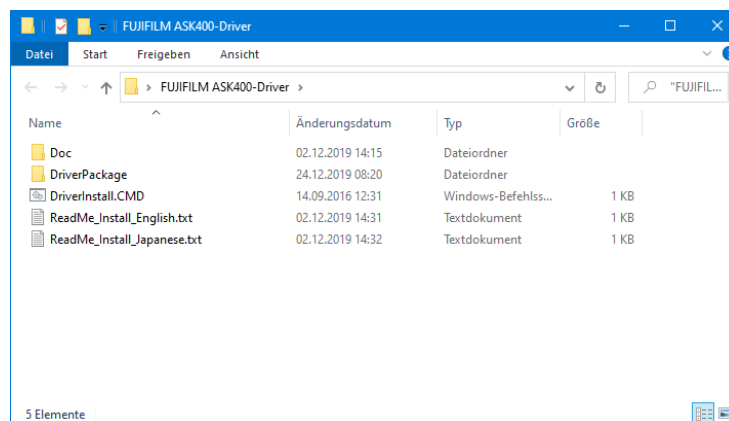 FUJIFILM ASK400-Driver
Datei Start Freigeben Ansicht
FUJIFILM ASK400-Driver "FUJIFIL...
Name Änderungsdatum Typ Größe
Doc 02.12.2019 14:15 Dateiordner
DriverPackage 24.12.2019 08:20 Dateiordner
DriverInstall.CMD 14.09.2016 12:31 Windows-Befehlss... 1 KB
ReadMe_Install_English.txt 02.12.2019 14:31 Textdokument 1 KB
ReadMe_Install_Japanese.txt 02.12.2019 14:32 Textdokument 1 KB
5 Elemente